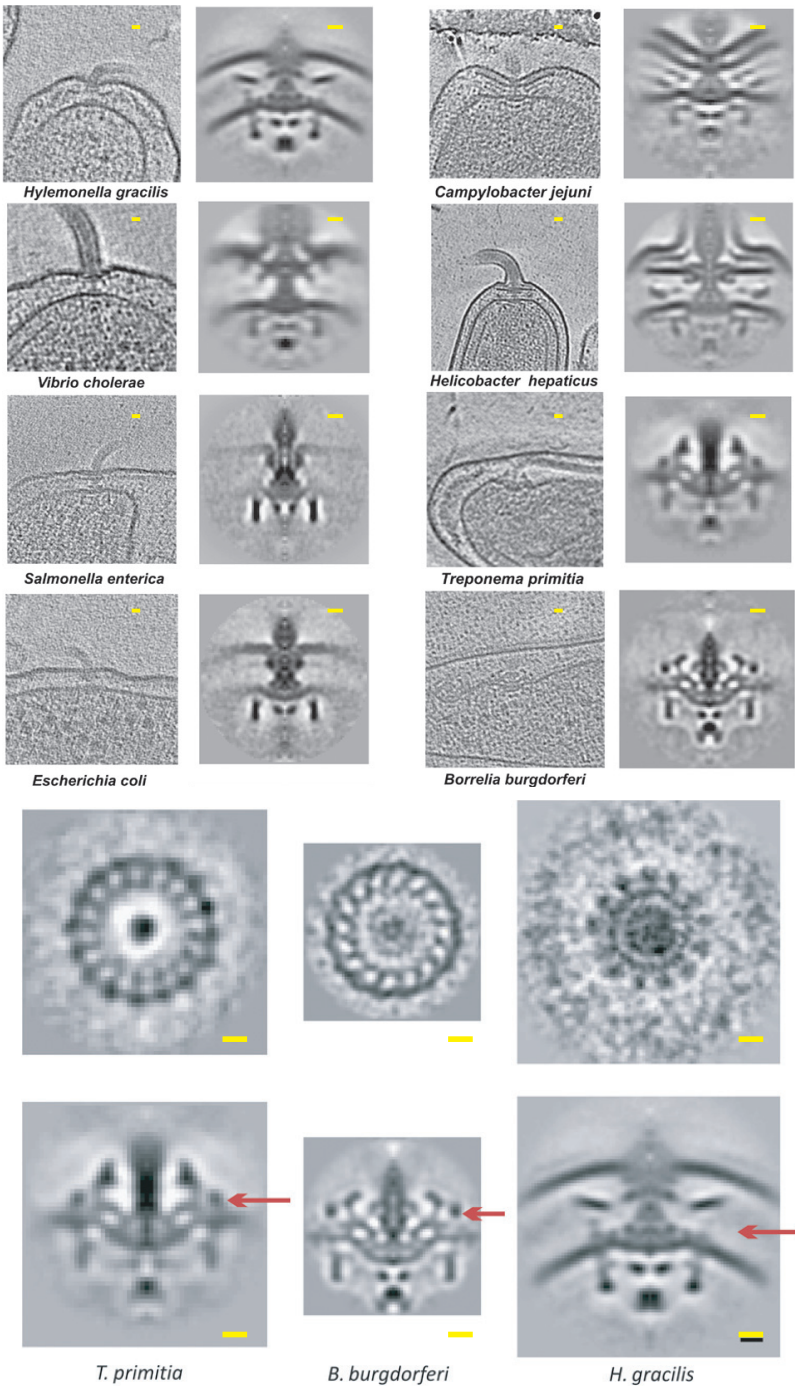 Hylemonella gracilis
Campylobacter jejuni
Vibrio cholerae
Helicobacter hepaticus
Salmonella enterica
Treponema primitia
Escherichia coli
Borrelia burgdorferi
T. primitia
B. burgdorferi
H. gracilis